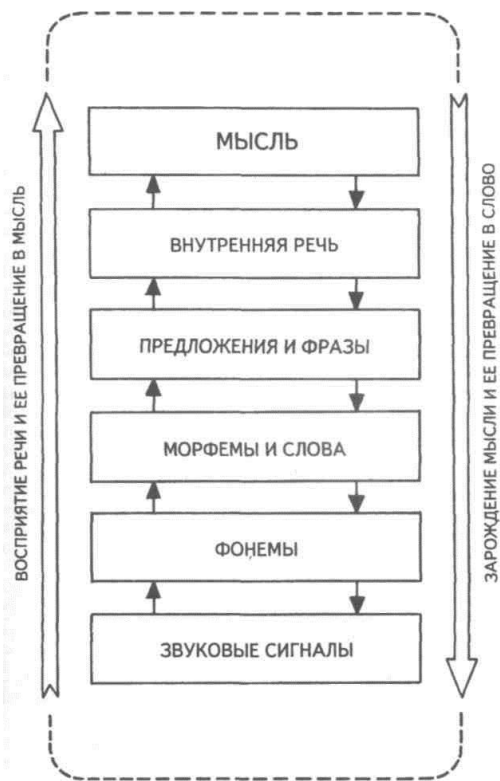 МЫСЛЬ
ВНУТРЕННЯЯ РЕЧЬ
ПРЕДЛОЖЕНИЯ И ФРАЗЫ
МОРФЕМЫ И СЛОВА
ФОНЕМЫ
ЗВУКОВЫЕ СИГНАЛЫ
ВОСПРИЯТИЕ РЕЧИ И ЕЕ ПРЕВРАЩЕНИЕ В МЫСЛЬ
ЗАРОЖДЕНИЕ МЫСЛИ И ЕЕ ПРЕВРАЩЕНИЕ В СЛОВО